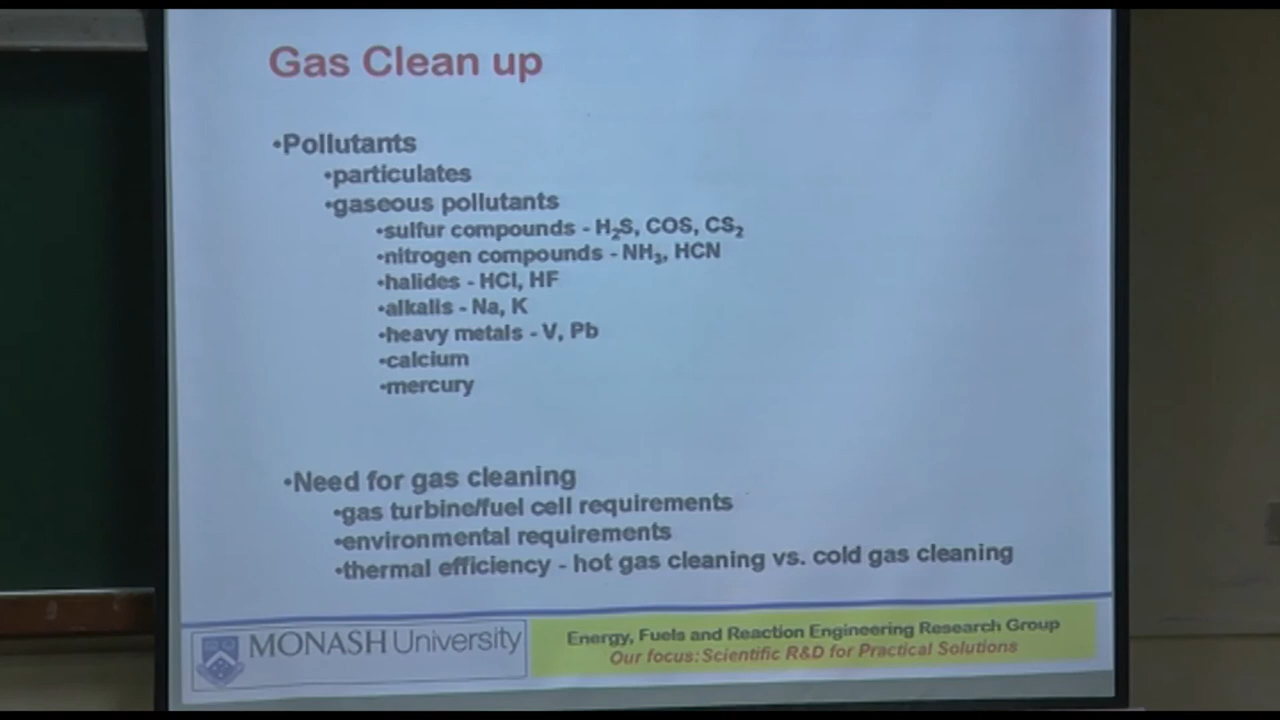 Gas Clean up
•Pollutants
•particulates
•gaseous pollutants
•sulfur compounds - H₂S, COS, CS₂
•nitrogen compounds - NH₃, HCN
•halides - HCl, HF
•alkalis - Na, K
•heavy metals - V, Pb
•calcium
•mercury
•Need for gas cleaning
•gas turbine/fuel cell requirements
•environmental requirements
•thermal efficiency - hot gas cleaning vs. cold gas cleaning
MONASH University
Energy, Fuels and Reaction Engineering Research Group
Our focus: Scientific R&D for Practical Solutions